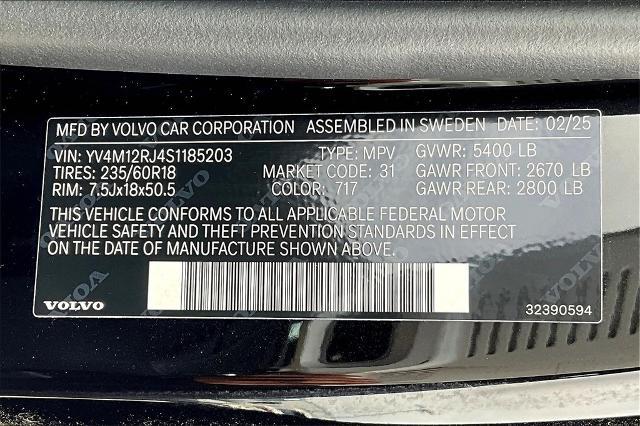 MFD BY VOLVO CAR CORPORATION ASSEMBLED IN SWEDEN DATE: 02/25
VIN: YV4M12RJ4S1185203 TYPE: MPV GVWR: 5400 LB
TIRES: 235/60R18 MARKET CODE: 31 GAWR FRONT: 2670 LB
RIM: 7.5Jx18x50.5 COLOR: 717 GAWR REAR: 2800 LB
THIS VEHICLE CONFORMS TO ALL APPLICABLE FEDERAL MOTOR
VEHICLE SAFETY AND THEFT PREVENTION STANDARDS IN EFFECT
ON THE DATE OF MANUFACTURE SHOWN ABOVE.
VOLVO 32390594